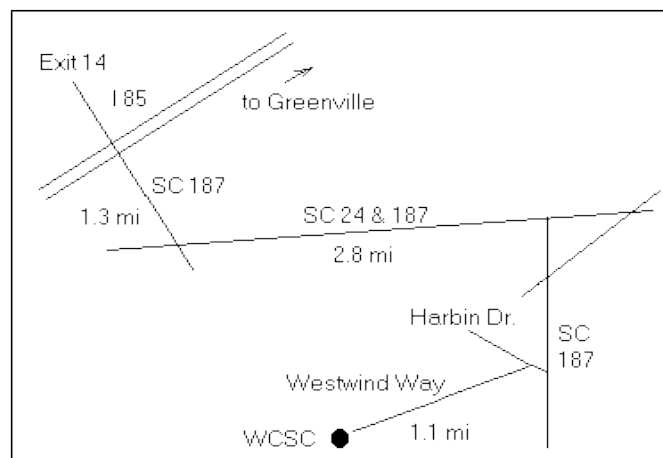 Exit 14
I 85
to Greenville
SC 187
1.3 mi
SC 24 & 187
2.8 mi
Harbin Dr.
SC
187
Westwind Way
WCSC
1.1 mi